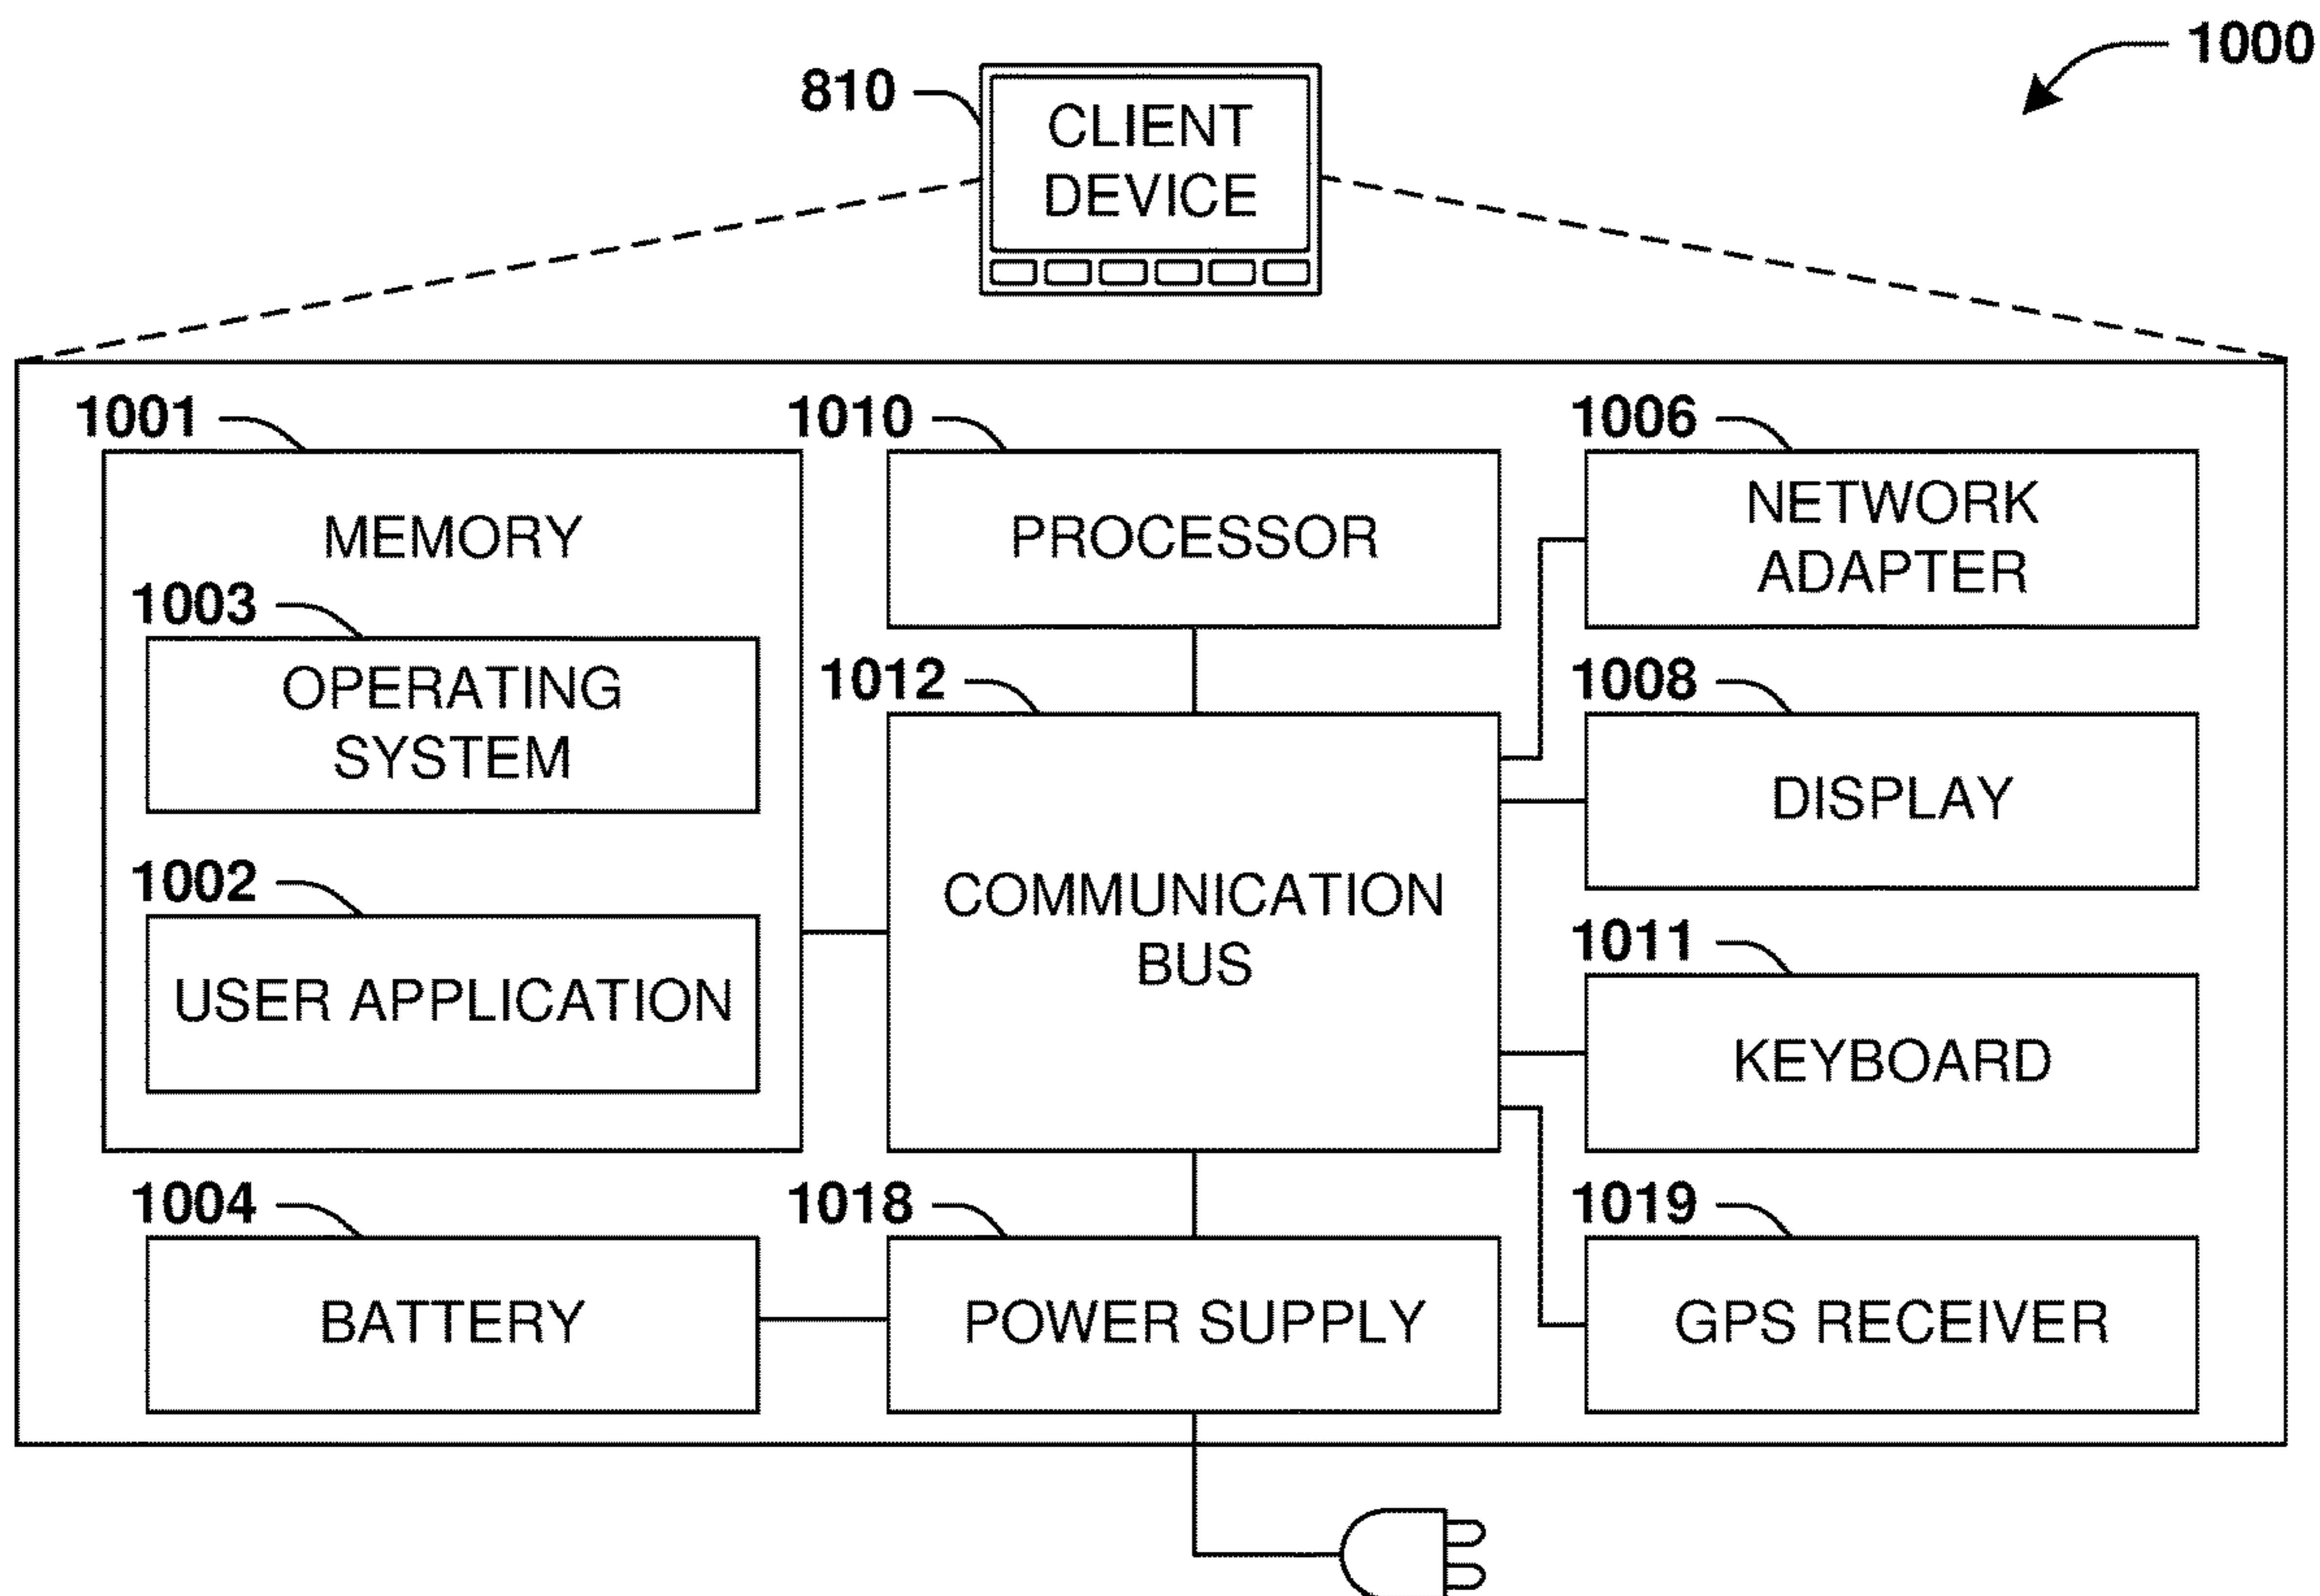 1000
810
CLIENT
DEVICE
1001
MEMORY
1003
OPERATING
SYSTEM
1002
USER APPLICATION
1010
PROCESSOR
1012
COMMUNICATION
BUS
1006
NETWORK
ADAPTER
1008
DISPLAY
1011
KEYBOARD
1004
BATTERY
1018
POWER SUPPLY
1019
GPS RECEIVER